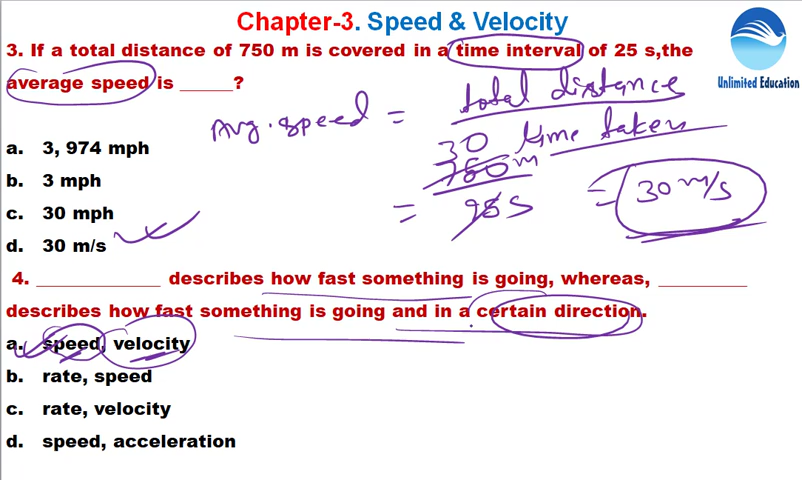 Chapter-3. Speed & Velocity
Unlimited Education
3. If a total distance of 750 m is covered in a time interval of 25 s,the
average speed is _____?
Avg. speed = total distance
time taken
a. 3, 974 mph
b. 3 mph
c. 30 mph
d. 30 m/s
30
750 m
= 25 s = 30 m/s
4. _____________ describes how fast something is going, whereas, _________
describes how fast something is going and in a certain direction.
a. speed, velocity
b. rate, speed
c. rate, velocity
d. speed, acceleration